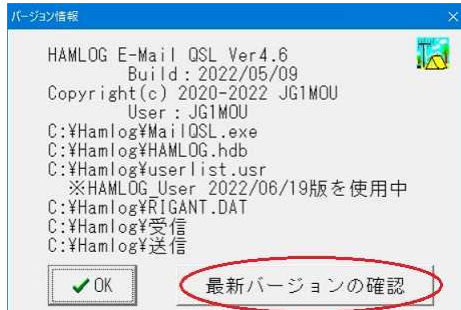 バージョン情報
HAMLOG E-Mail QSL Ver4.6
Build : 2022/05/09
Copyright(c) 2020-2022 JG1MOU
User : JG1MOU
C:¥Hamlog¥MailQSL.exe
C:¥Hamlog¥HAMLOG.hdb
C:¥Hamlog¥userlist.usr
※HAMLOG_User 2022/06/19版を使用中
C:¥Hamlog¥RIGANT.DAT
C:¥Hamlog¥受信
C:¥Hamlog¥送信
OK
最新バージョンの確認